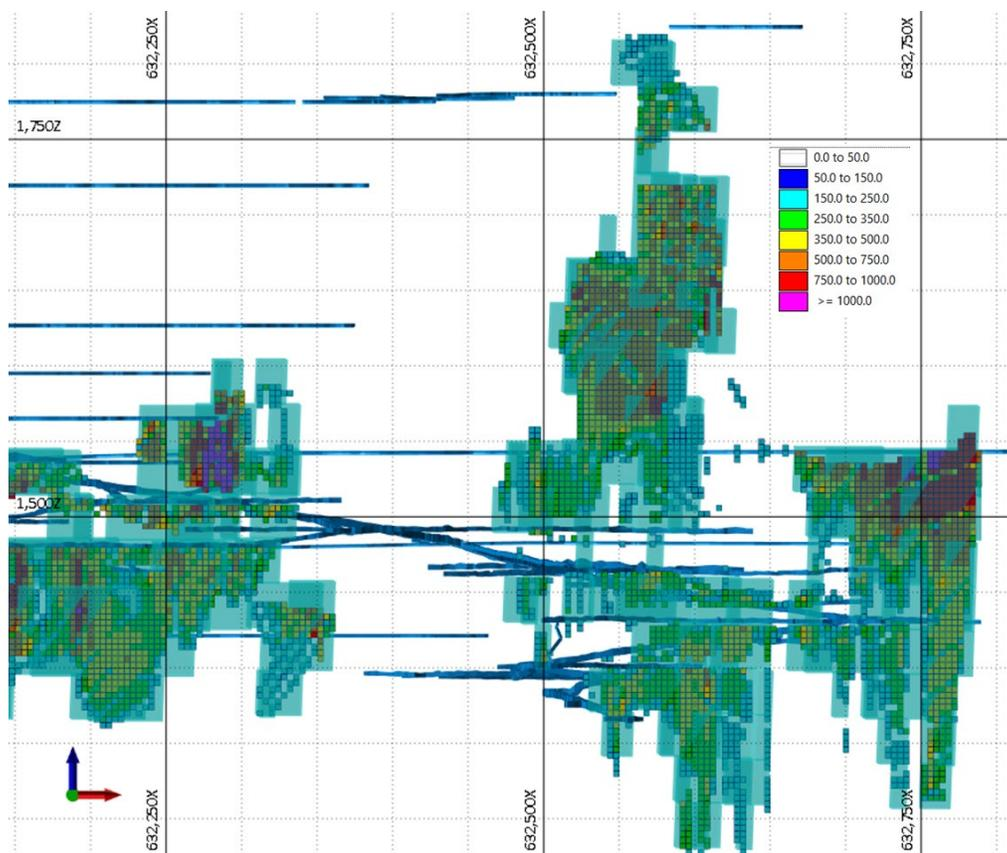 632,250X
632,500X
632,750X
1,750Z
0.0 to 50.0
50.0 to 150.0
150.0 to 250.0
250.0 to 350.0
350.0 to 500.0
500.0 to 750.0
750.0 to 1000.0
>= 1000.0
1,500Z
632,250X
632,500X
632,750X